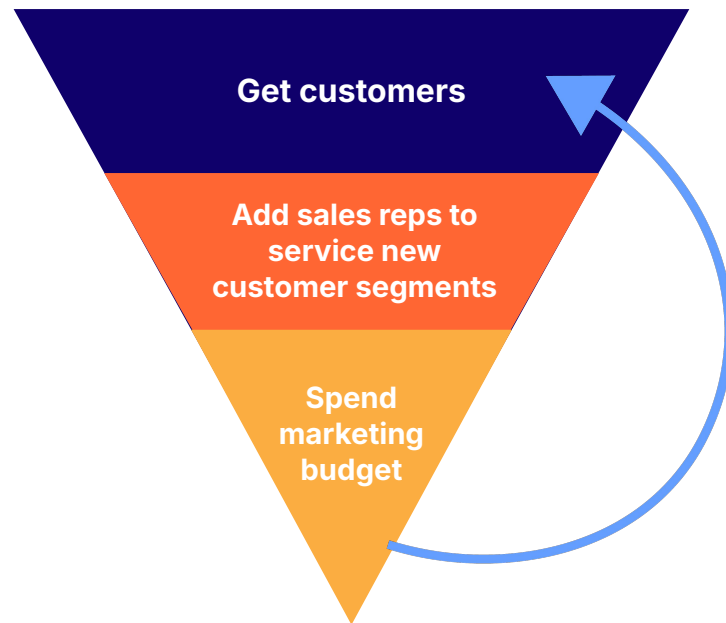 Get customers
Add sales reps to
service new
customer segments
Spend
marketing
budget